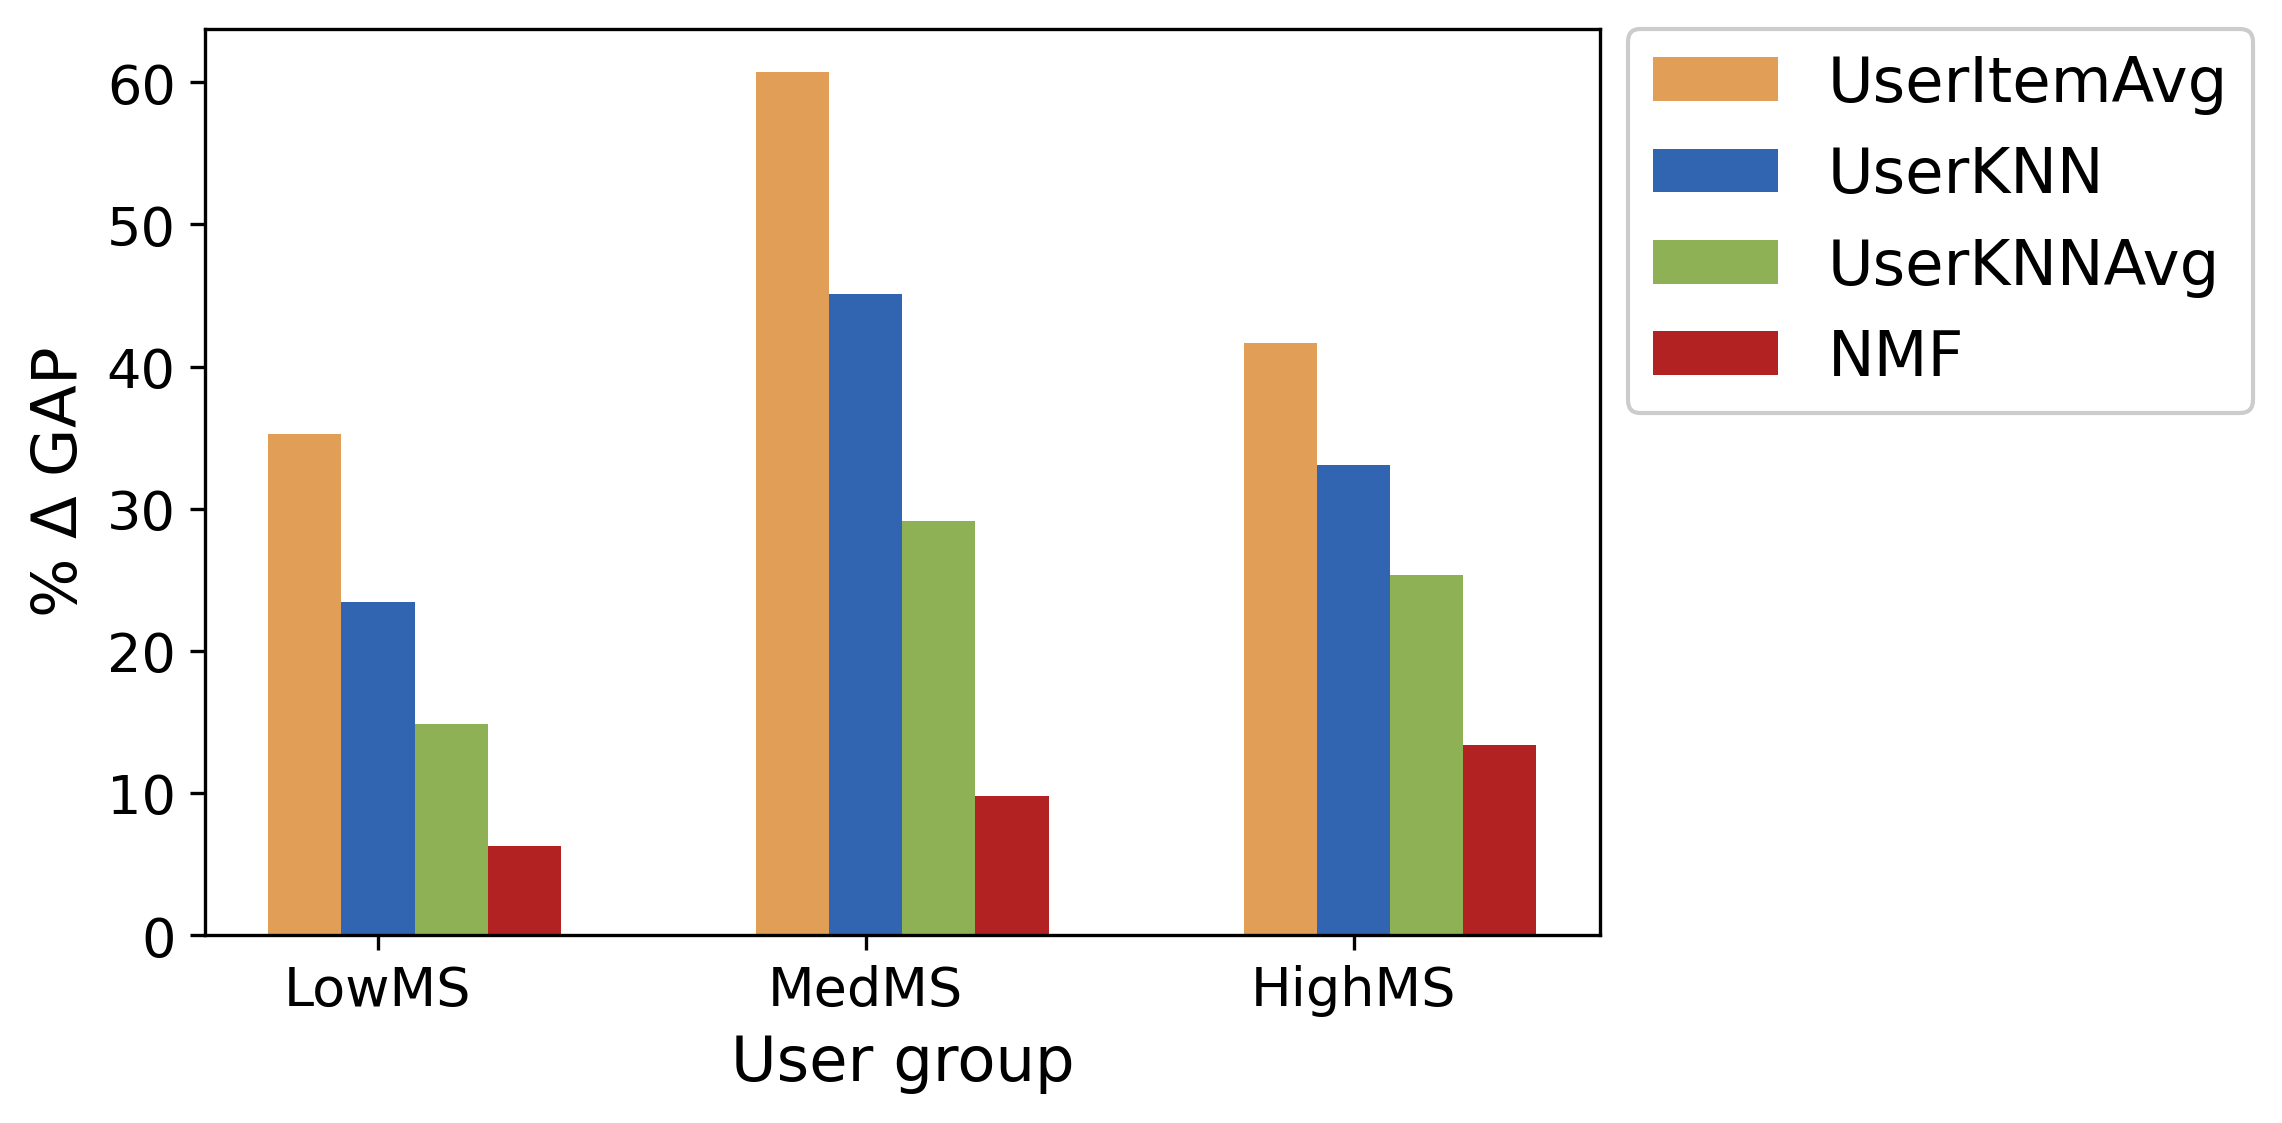 % Δ GAP
60
50
40
30
20
10
0
LowMS
MedMS
HighMS
User group
UserItemAvg
UserKNN
UserKNNAvg
NMF